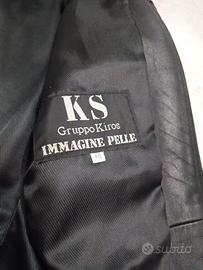 KS
Gruppo Kiros
IMMAGINE PELLE
subito